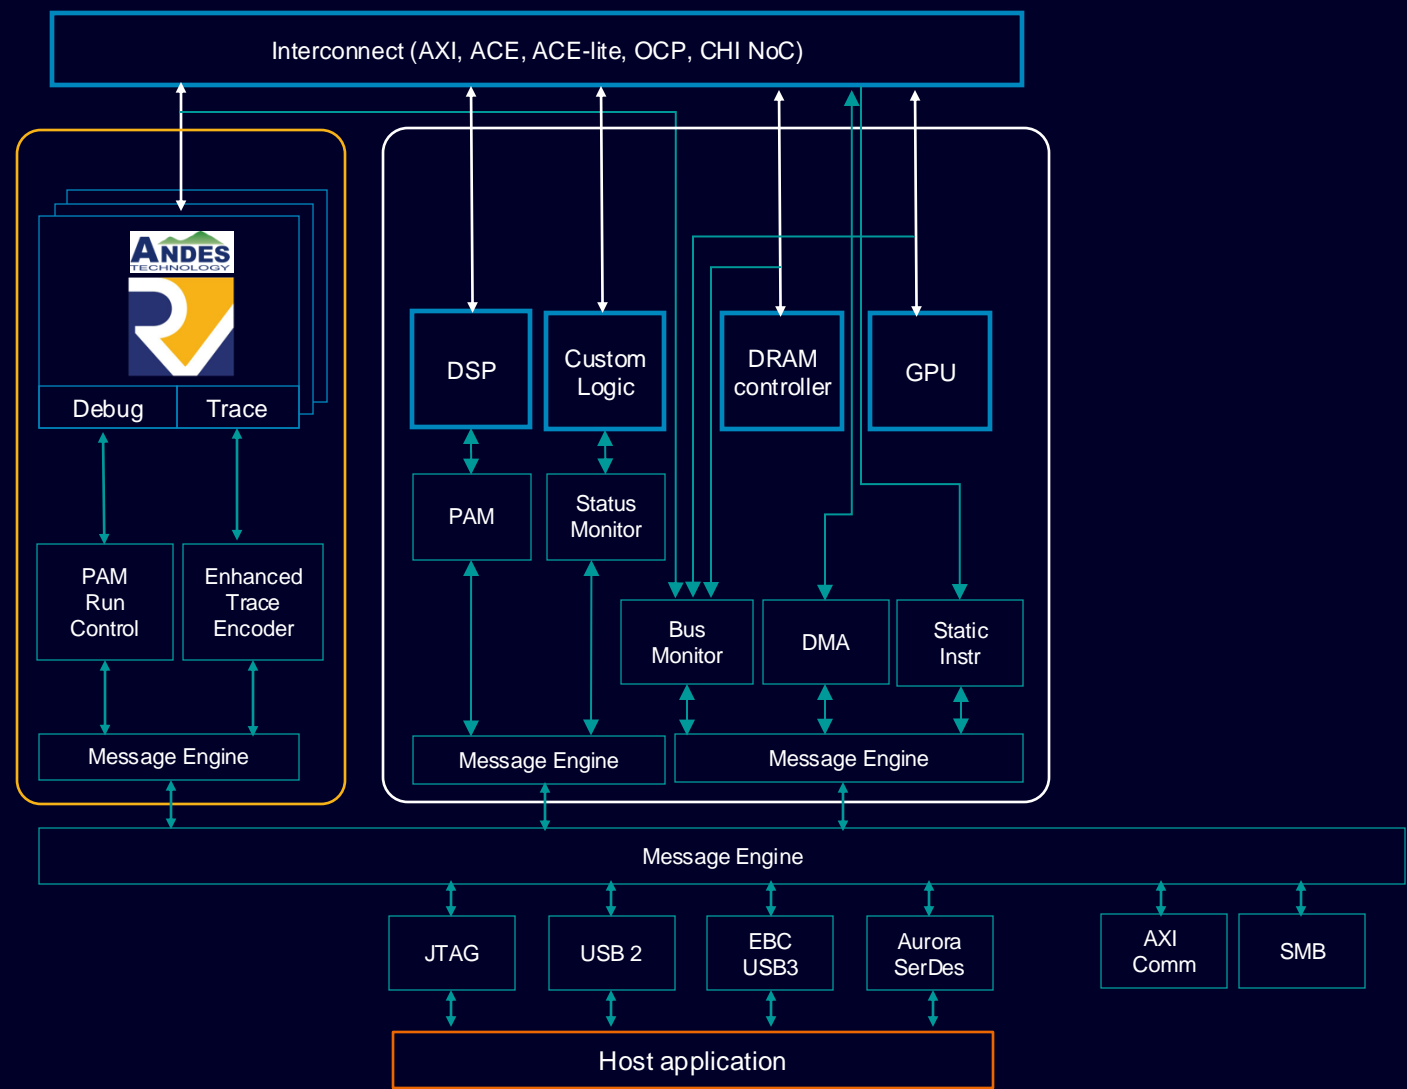 Interconnect (AXI, ACE, ACE-lite, OCP, CHI NoC)
ANDES
TECHNOLOGY
Debug
Trace
DSP
Custom
Logic
DRAM
controller
GPU
PAM
Status
Monitor
PAM
Run
Control
Enhanced
Trace
Encoder
Bus
Monitor
DMA
Static
Instr
Message Engine
Message Engine
Message Engine
Message Engine
JTAG
USB 2
EBC
USB3
Aurora
SerDes
AXI
Comm
SMB
Host application